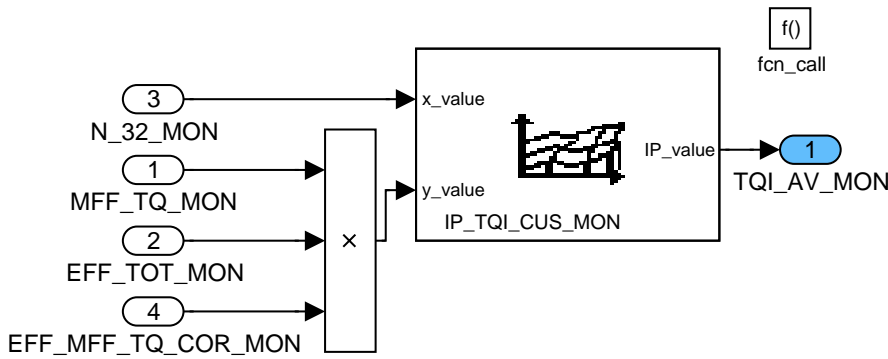 f()
fcn_call
3
N_32_MON
x_value
1
MFF_TQ_MON
IP_value
1
TQI_AV_MON
y_value
IP_TQI_CUS_MON
2
EFF_TOT_MON
×
4
EFF_MFF_TQ_COR_MON